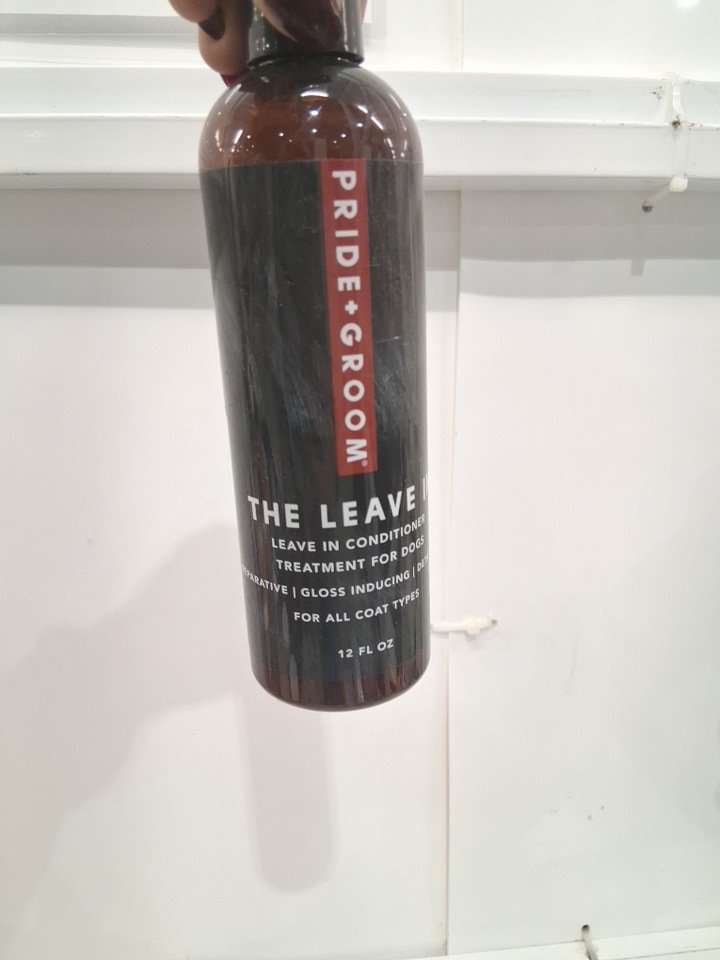 PRIDE+GROOM®
THE LEAVE
LEAVE IN CONDITIONER
TREATMENT FOR DOGS
| GLOSS INDUCING |
FOR ALL COAT TYPES
12 FL OZ